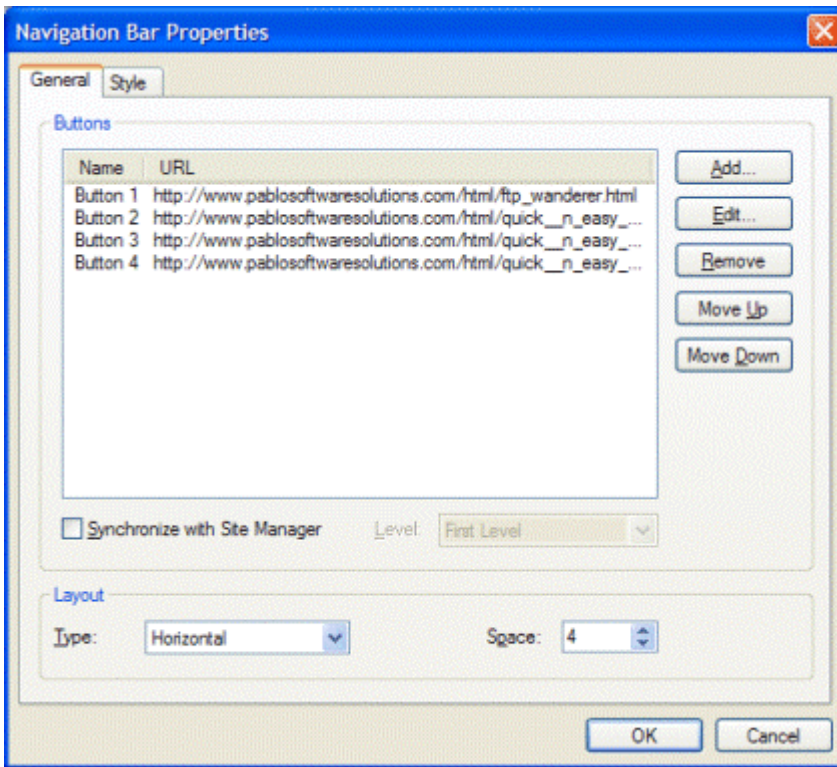 Navigation Bar Properties
General Style
Buttons
Name URL
Button 1 http://www.pablosoftwaresolutions.com/html/ftp_wanderer.html
Button 2 http://www.pablosoftwaresolutions.com/html/quick__n_easy_...
Button 3 http://www.pablosoftwaresolutions.com/html/quick__n_easy_...
Button 4 http://www.pablosoftwaresolutions.com/html/quick__n_easy_...
Add...
Edit...
Remove
Move Up
Move Down
Synchronize with Site Manager Level: First Level
Layout
Type: Horizontal Space: 4
OK Cancel